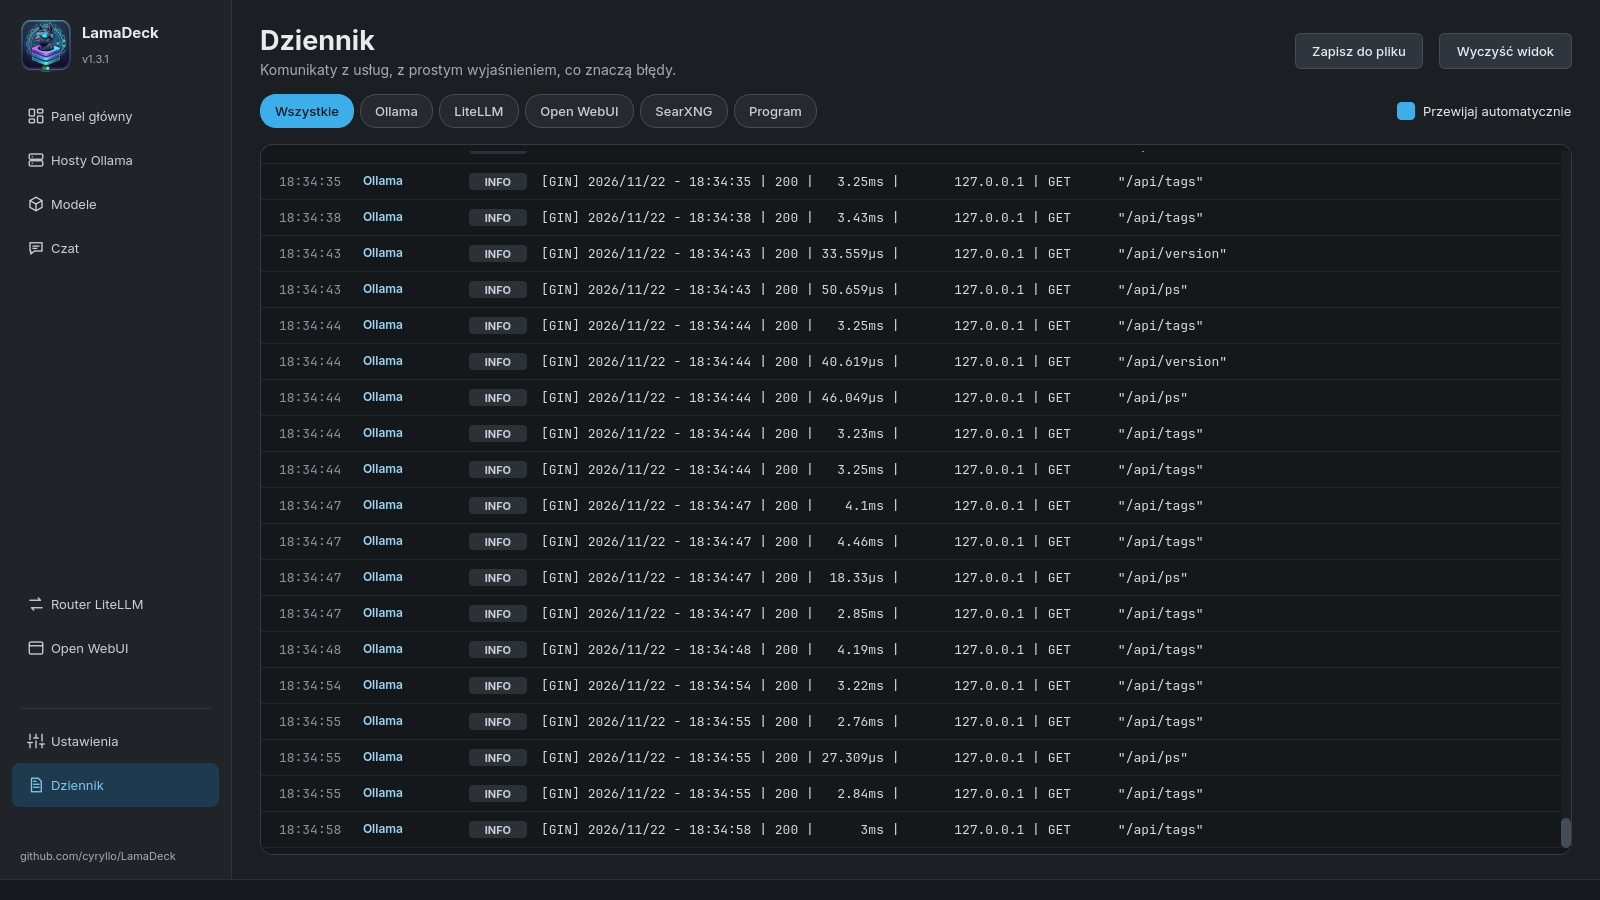 LamaDeck
v1.3.1
Panel główny
Hosty Ollama
Modele
Czat
Router LiteLLM
Open WebUI
Ustawienia
Dziennik
github.com/cyryllo/LamaDeck
Dziennik
Komunikaty z usług, z prostym wyjaśnieniem, co znaczą błędy.
Zapisz do pliku
Wyczyść widok
Wszystkie Ollama LiteLLM Open WebUI SearXNG Program
Przewijaj automatycznie
18:34:35 Ollama INFO [GIN] 2026/11/22 - 18:34:35 | 200 | 3.25ms | 127.0.0.1 | GET "/api/tags"
18:34:38 Ollama INFO [GIN] 2026/11/22 - 18:34:38 | 200 | 3.43ms | 127.0.0.1 | GET "/api/tags"
18:34:43 Ollama INFO [GIN] 2026/11/22 - 18:34:43 | 200 | 33.559µs | 127.0.0.1 | GET "/api/version"
18:34:43 Ollama INFO [GIN] 2026/11/22 - 18:34:43 | 200 | 50.659µs | 127.0.0.1 | GET "/api/ps"
18:34:44 Ollama INFO [GIN] 2026/11/22 - 18:34:44 | 200 | 3.25ms | 127.0.0.1 | GET "/api/tags"
18:34:44 Ollama INFO [GIN] 2026/11/22 - 18:34:44 | 200 | 40.619µs | 127.0.0.1 | GET "/api/version"
18:34:44 Ollama INFO [GIN] 2026/11/22 - 18:34:44 | 200 | 46.049µs | 127.0.0.1 | GET "/api/ps"
18:34:44 Ollama INFO [GIN] 2026/11/22 - 18:34:44 | 200 | 3.23ms | 127.0.0.1 | GET "/api/tags"
18:34:44 Ollama INFO [GIN] 2026/11/22 - 18:34:44 | 200 | 3.25ms | 127.0.0.1 | GET "/api/tags"
18:34:47 Ollama INFO [GIN] 2026/11/22 - 18:34:47 | 200 | 4.1ms | 127.0.0.1 | GET "/api/tags"
18:34:47 Ollama INFO [GIN] 2026/11/22 - 18:34:47 | 200 | 4.46ms | 127.0.0.1 | GET "/api/tags"
18:34:47 Ollama INFO [GIN] 2026/11/22 - 18:34:47 | 200 | 18.33µs | 127.0.0.1 | GET "/api/ps"
18:34:47 Ollama INFO [GIN] 2026/11/22 - 18:34:47 | 200 | 2.85ms | 127.0.0.1 | GET "/api/tags"
18:34:48 Ollama INFO [GIN] 2026/11/22 - 18:34:48 | 200 | 4.19ms | 127.0.0.1 | GET "/api/tags"
18:34:54 Ollama INFO [GIN] 2026/11/22 - 18:34:54 | 200 | 3.22ms | 127.0.0.1 | GET "/api/tags"
18:34:55 Ollama INFO [GIN] 2026/11/22 - 18:34:55 | 200 | 2.76ms | 127.0.0.1 | GET "/api/tags"
18:34:55 Ollama INFO [GIN] 2026/11/22 - 18:34:55 | 200 | 27.309µs | 127.0.0.1 | GET "/api/ps"
18:34:55 Ollama INFO [GIN] 2026/11/22 - 18:34:55 | 200 | 2.84ms | 127.0.0.1 | GET "/api/tags"
18:34:58 Ollama INFO [GIN] 2026/11/22 - 18:34:58 | 200 | 3ms | 127.0.0.1 | GET "/api/tags"